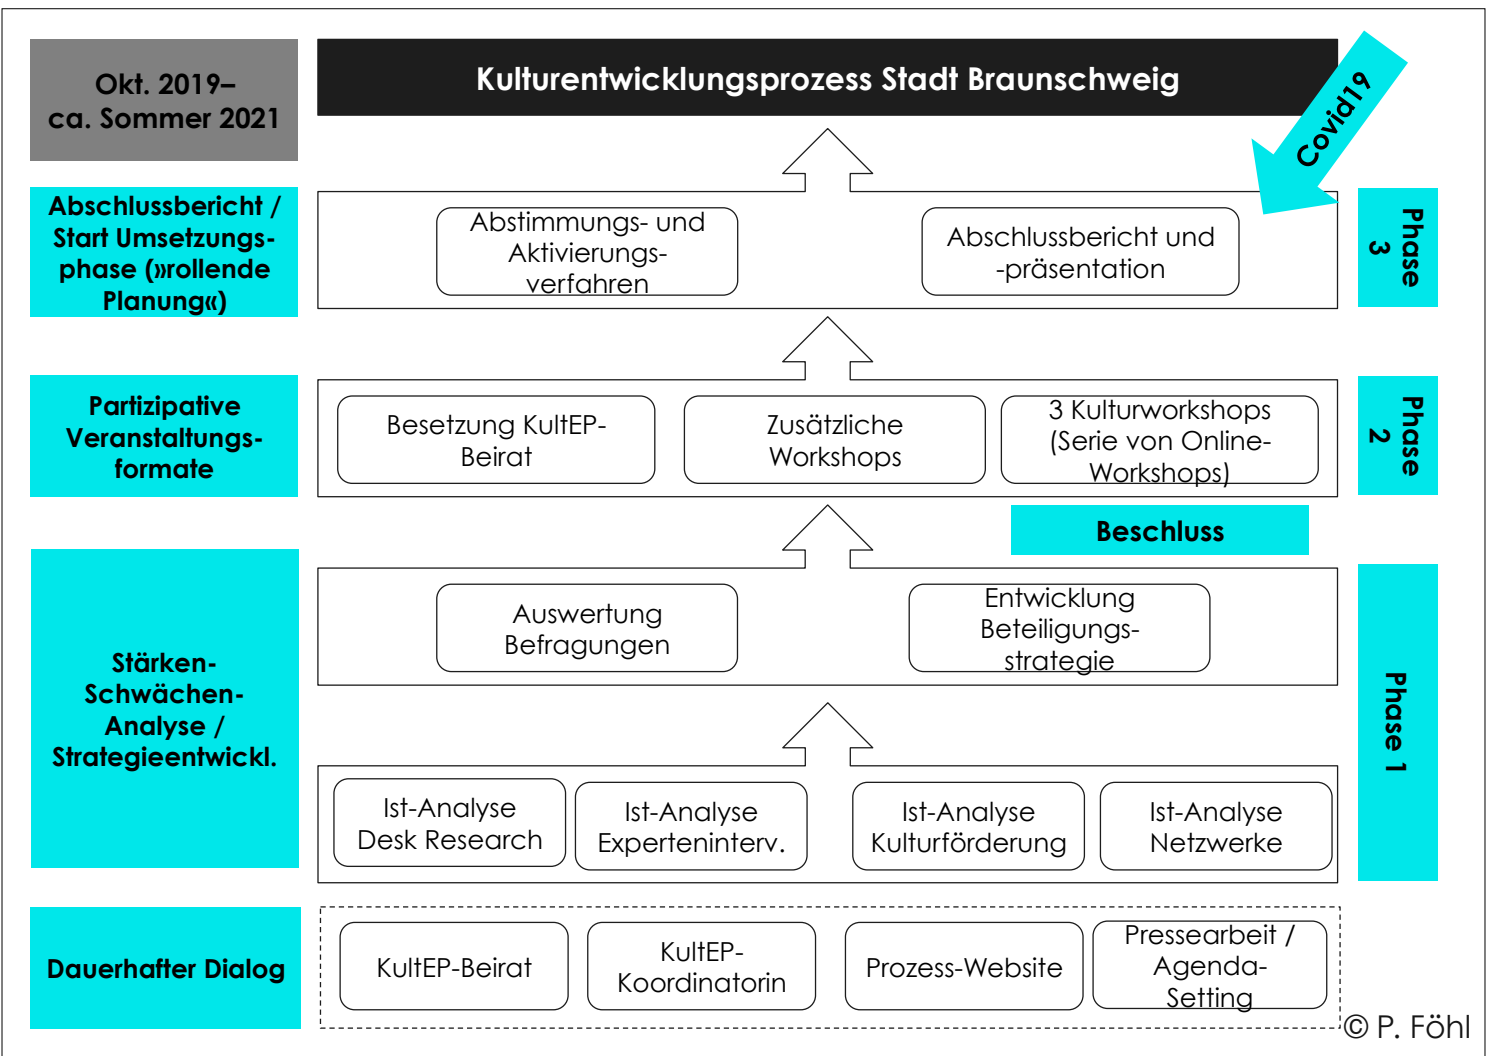 Okt. 2019–
ca. Sommer 2021
Kulturentwicklungsprozess Stadt Braunschweig
Covid19
Abschlussbericht /
Start Umsetzungs-
phase (»rollende
Planung«)
Abstimmungs- und
Aktivierungs-
verfahren
Abschlussbericht und
-präsentation
Phase
3
Partizipative
Veranstaltungs-
formate
Besetzung KultEP-
Beirat
Zusätzliche
Workshops
3 Kulturworkshops
(Serie von Online-
Workshops)
Phase
2
Beschluss
Stärken-
Schwächen-
Analyse /
Strategieentwickl.
Auswertung
Befragungen
Entwicklung
Beteiligungs-
strategie
Phase 1
Ist-Analyse
Desk Research
Ist-Analyse
Experteninterv.
Ist-Analyse
Kulturförderung
Ist-Analyse
Netzwerke
Dauerhafter Dialog
KultEP-Beirat
KultEP-
Koordinatorin
Prozess-Website
Pressearbeit /
Agenda-
Setting
© P. Föhl